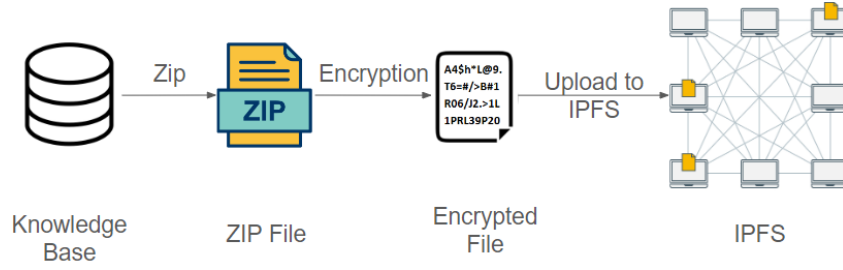 Zip
Encryption
Upload to
IPFS
ZIP
A4$h*L@9.
T6=#/>B#1
R06/J2.>1L
1PRL39P20
Knowledge
Base
ZIP File
Encrypted
File
IPFS